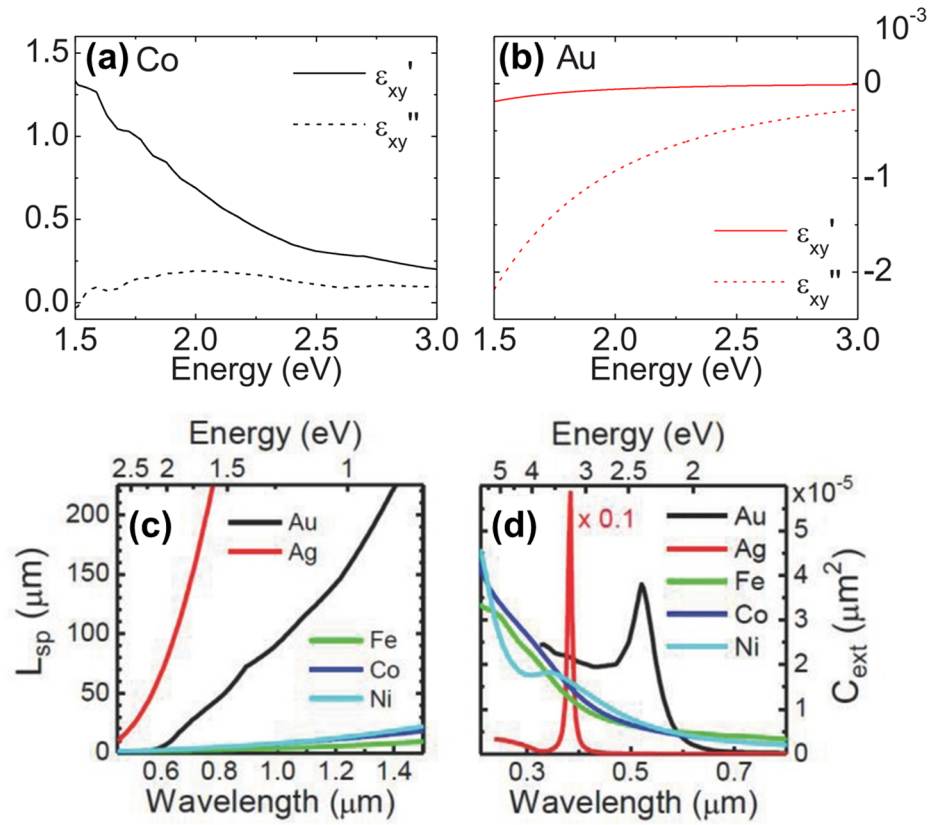 (a) Co
εxy'
εxy"
1.5
1.0
0.5
0.0
1.5 2.0 2.5 3.0
Energy (eV)
(b) Au
10-3
0
-1
-2
εxy'
εxy"
1.5 2.0 2.5 3.0
Energy (eV)
Energy (eV)
2.5 2 1.5 1
(c)
Au
Ag
Fe
Co
Ni
200
150
100
50
0
Lsp (μm)
0.6 0.8 1.0 1.2 1.4
Wavelength (μm)
Energy (eV)
5 4 3 2.5 2
(d)
x 0.1
Au
Ag
Fe
Co
Ni
x10-5
5
4
3
2
1
0
Cext (μm2)
0.3 0.5 0.7
Wavelength (μm)